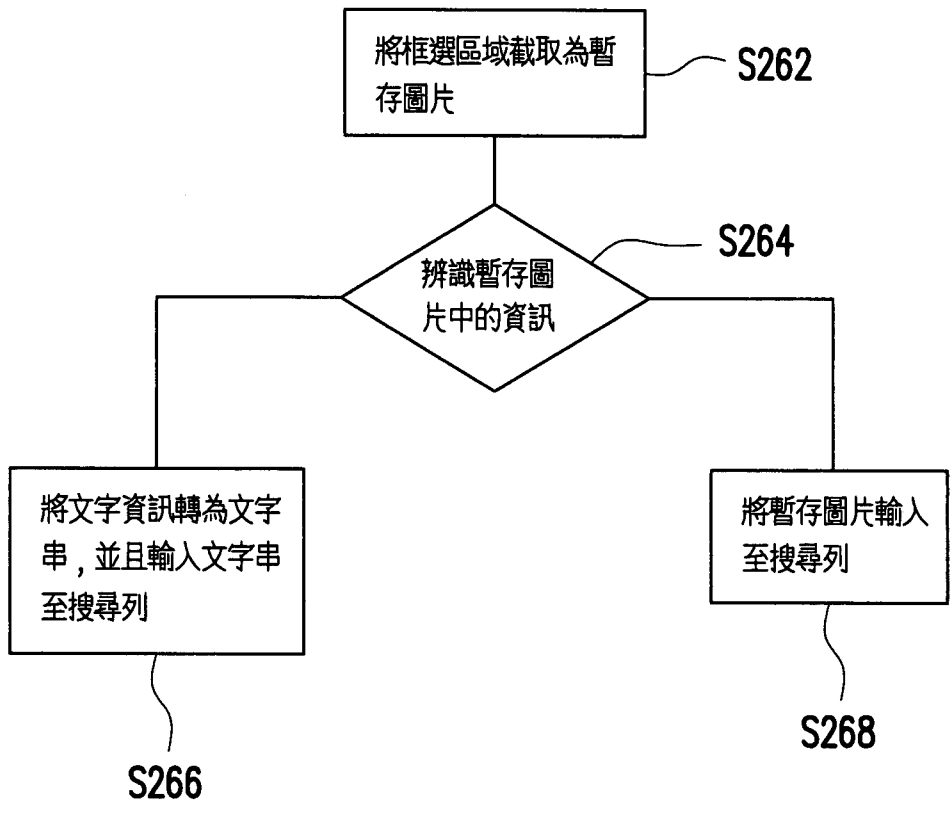 將框選區域截取為暫
存圖片
S262
S264
辨識暫存圖
片中的資訊
將文字資訊轉為文字
串,並且輸入文字串
至搜尋列
S266
將暫存圖片輸入
至搜尋列
S268